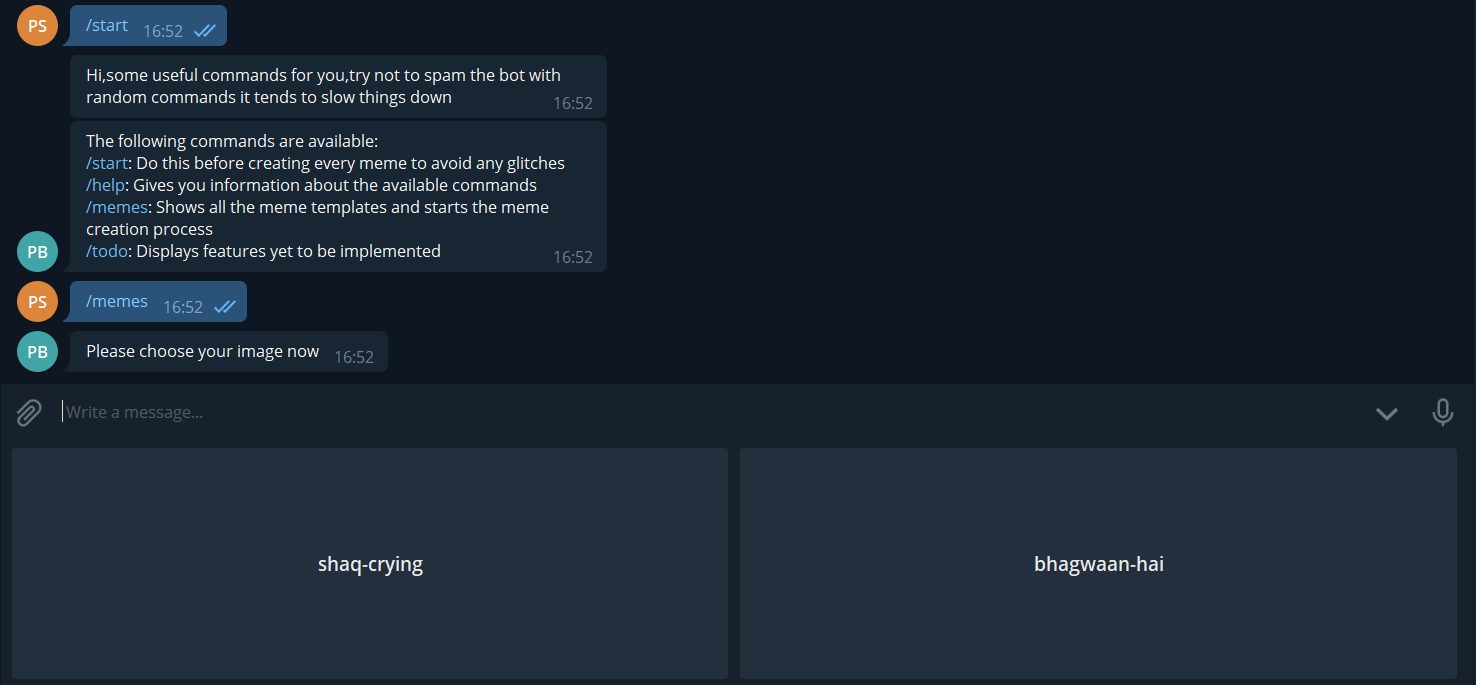 PS
/start 16:52
Hi,some useful commands for you,try not to spam the bot with
random commands it tends to slow things down 16:52
The following commands are available:
/start: Do this before creating every meme to avoid any glitches
/help: Gives you information about the available commands
/memes: Shows all the meme templates and starts the meme
creation process
PB
/todo: Displays features yet to be implemented 16:52
PS
/memes 16:52
PB
Please choose your image now 16:52
Write a message...
shaq-crying
bhagwaan-hai